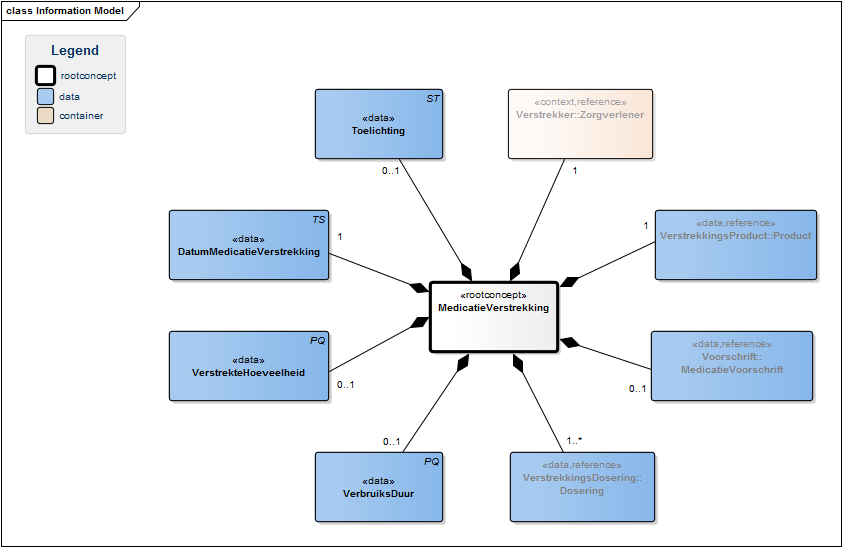 class Information Model
Legend
rootconcept
data
container
ST
«data»
Toelichting
0..1
«context,reference»
Verstrekker::Zorgverlener
1
TS
«data»
DatumMedicatieVerstrekking
1
«data,reference»
VerstrekkingsProduct::Product
1
«rootconcept»
MedicatieVerstrekking
PQ
«data»
VerstrekteHoeveelheid
0..1
«data,reference»
Voorschrift::
MedicatieVoorschrift
0..1
PQ
«data»
VerbruiksDuur
0..1
«data,reference»
VerstrekkingsDosering::
Dosering
1..*